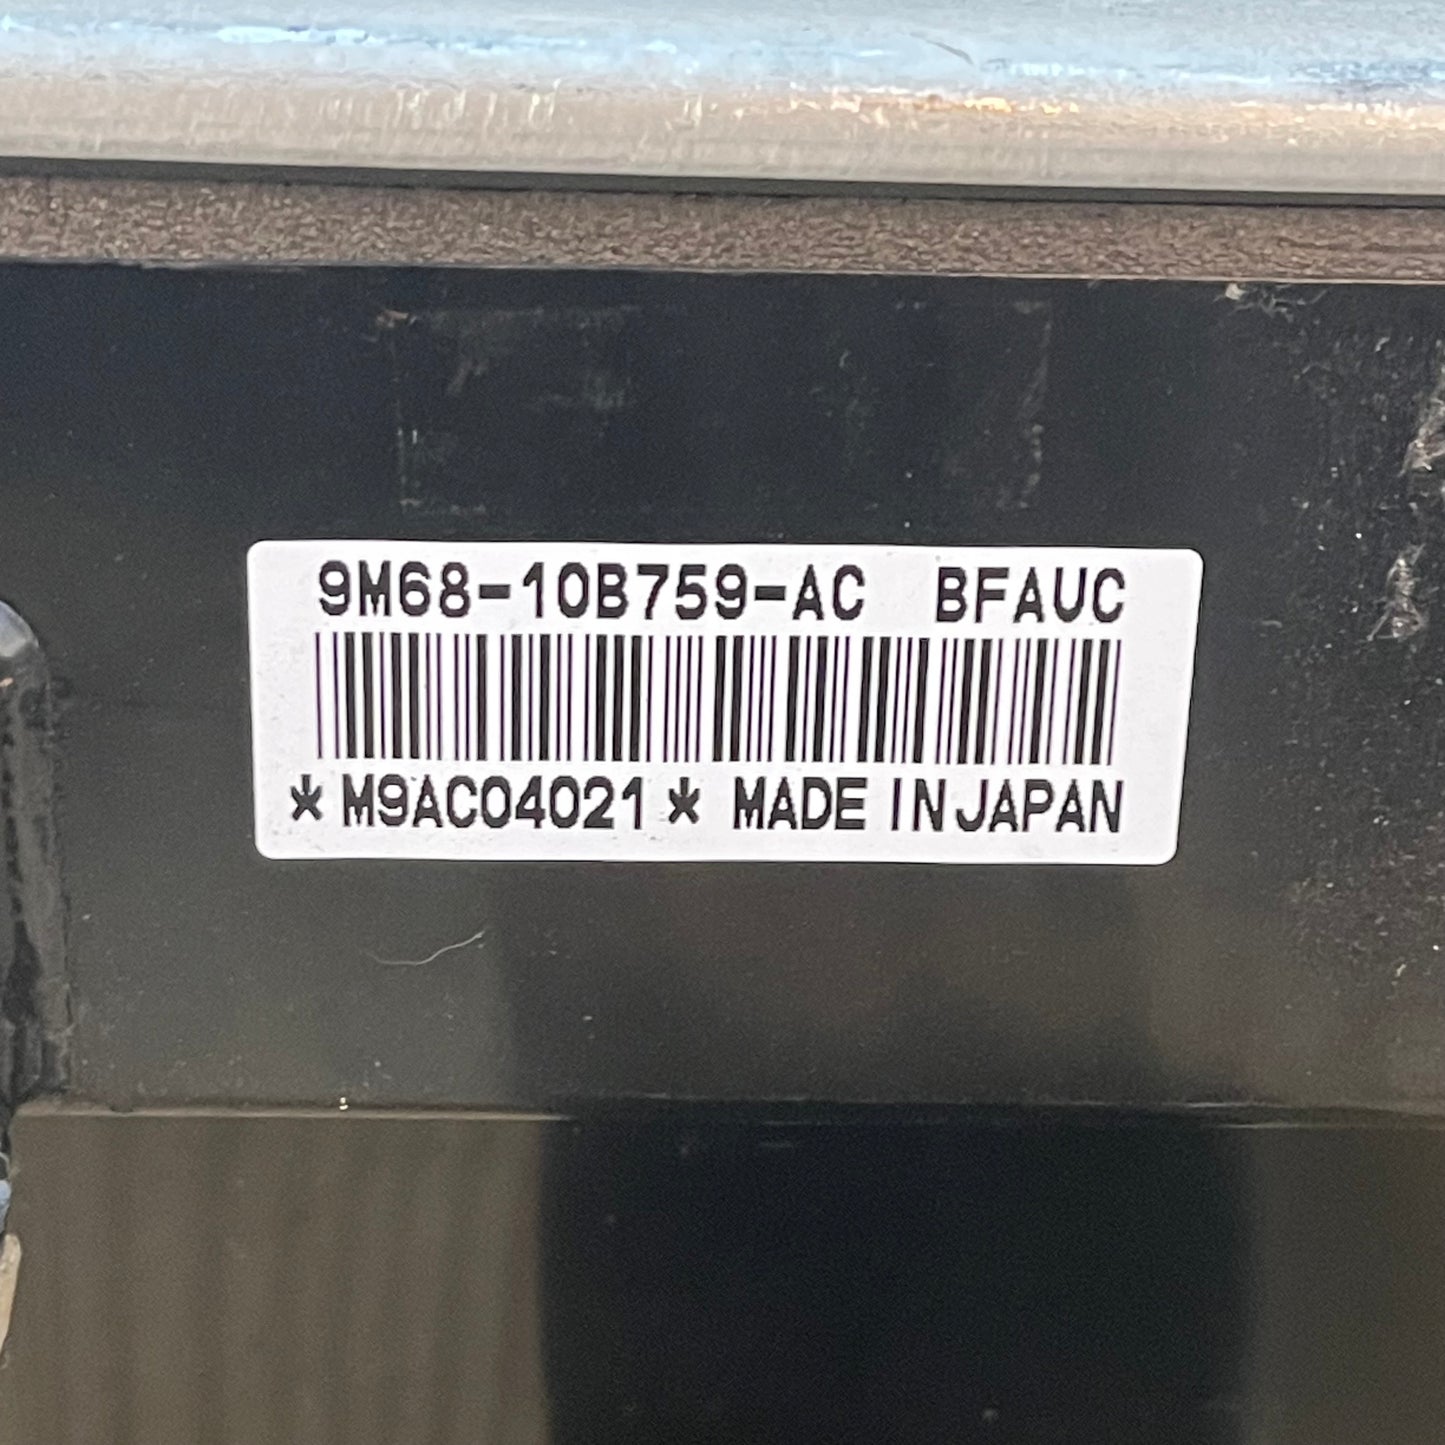 9M68-10B759-AC BFAUC
*M9AC04021* MADE IN JAPAN